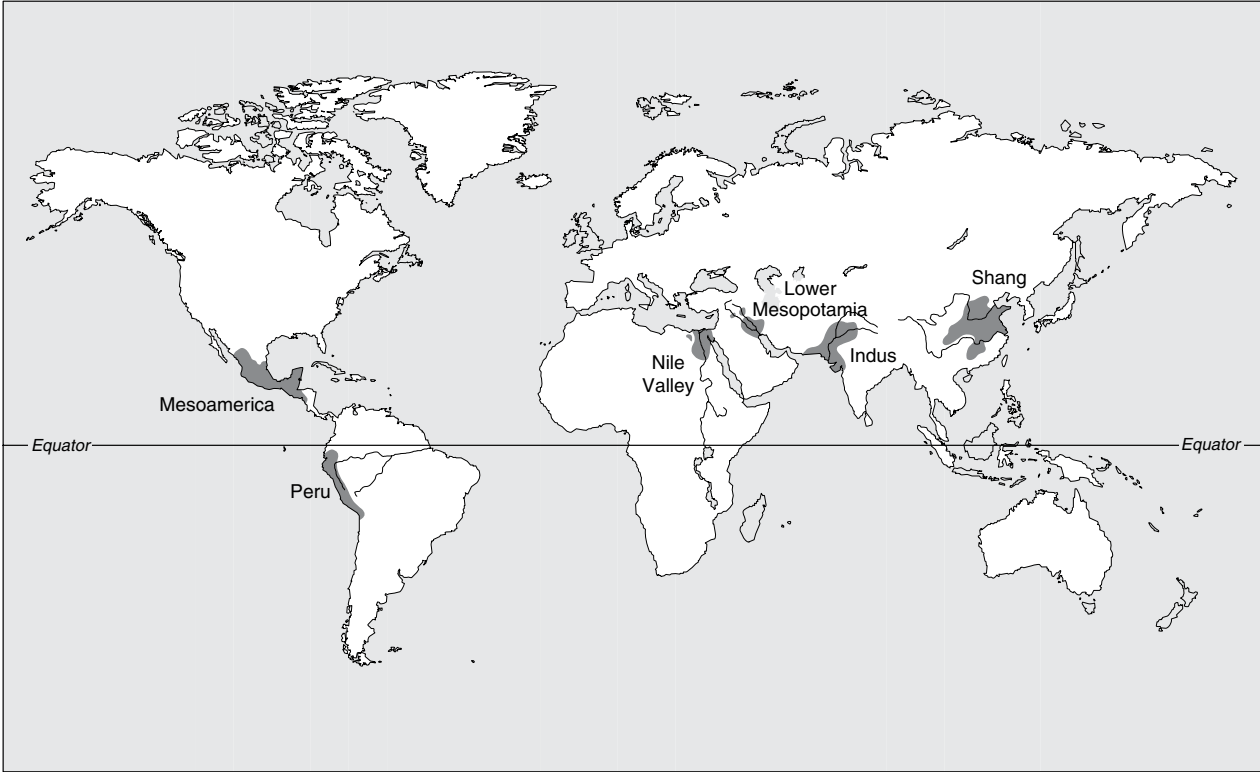 Shang
Lower
Mesopotamia
Indus
Nile
Valley
Mesoamerica
Equator
Equator
Peru